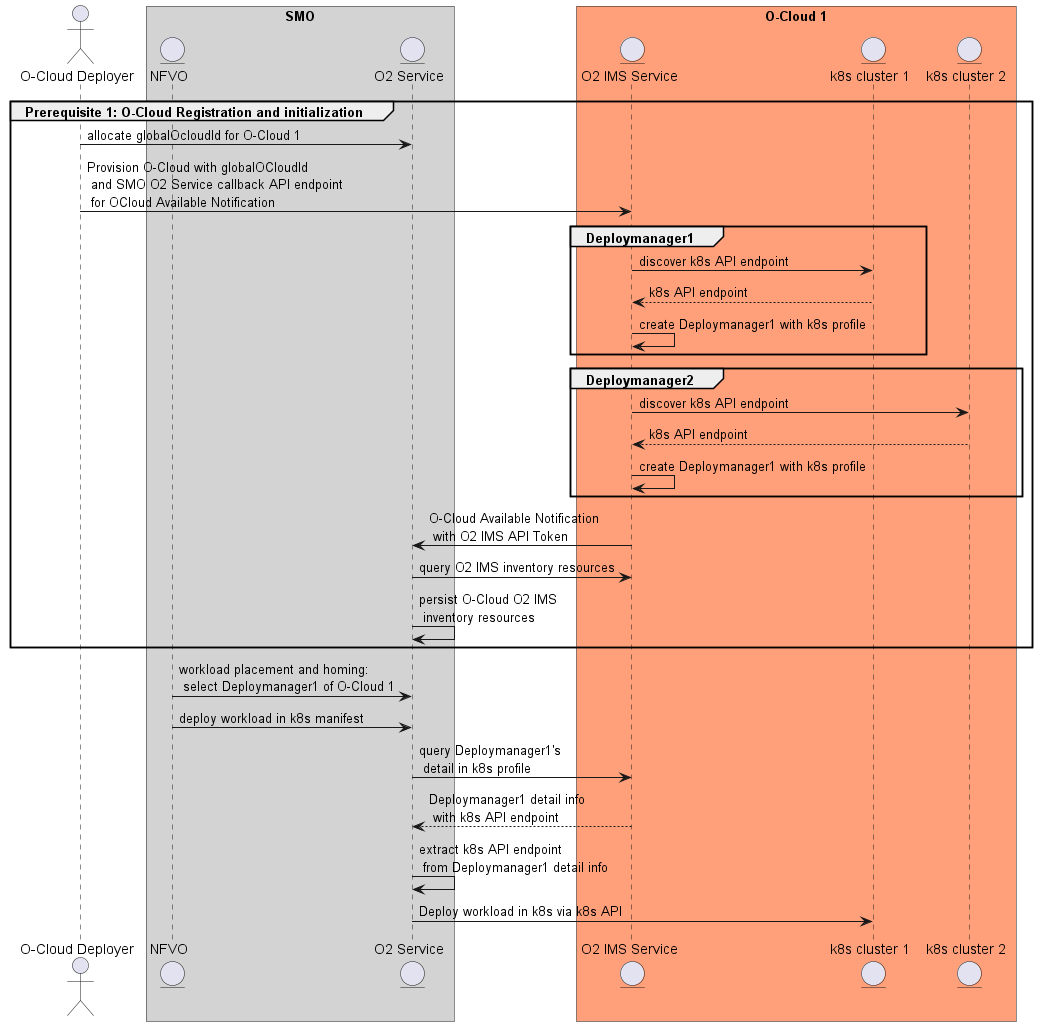 SMO
O-Cloud 1
O-Cloud Deployer
NFVO
O2 Service
O2 IMS Service
k8s cluster 1
k8s cluster 2
Prerequisite 1: O-Cloud Registration and initialization
allocate globalOcloudId for O-Cloud 1
Provision O-Cloud with globalOCloudId
and SMO O2 Service callback API endpoint
for OCloud Available Notification
Deploymanager1
discover k8s API endpoint
k8s API endpoint
create Deploymanager1 with k8s profile
Deploymanager2
discover k8s API endpoint
k8s API endpoint
create Deploymanager1 with k8s profile
O-Cloud Available Notification
with O2 IMS API Token
query O2 IMS inventory resources
persist O-Cloud O2 IMS
inventory resources
workload placement and homing:
select Deploymanager1 of O-Cloud 1
deploy workload in k8s manifest
query Deploymanager1's
detail in k8s profile
Deploymanager1 detail info
with k8s API endpoint
extract k8s API endpoint
from Deploymanager1 detail info
Deploy workload in k8s via k8s API
O-Cloud Deployer
NFVO
O2 Service
O2 IMS Service
k8s cluster 1
k8s cluster 2